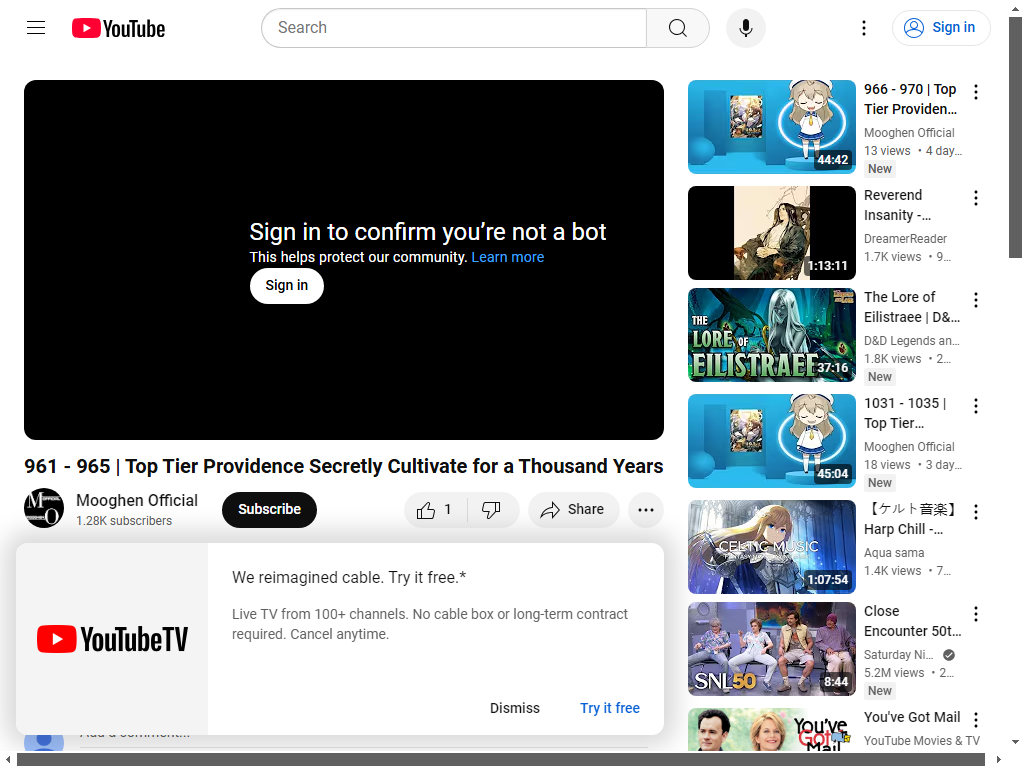 YouTube
Search
Sign in
Sign in to confirm you're not a bot
This helps protect our community. Learn more
Sign in
961 - 965 | Top Tier Providence Secretly Cultivate for a Thousand Years
Mooghen Official
1.28K subscribers
Subscribe
1
Share
YouTubeTV
We reimagined cable. Try it free.*
Live TV from 100+ channels. No cable box or long-term contract
required. Cancel anytime.
Dismiss
Try it free
Add a comment...
44:42
966 - 970 | Top
Tier Providen...
Mooghen Official
13 views • 4 day...
New
1:13:11
Reverend
Insanity -...
DreamerReader
1.7K views • 9...
THE
LORE OF
EILISTRAEE
37:16
The Lore of
Eilistraee | D&...
D&D Legends an...
1.8K views • 2...
New
45:04
1031 - 1035 |
Top Tier...
Mooghen Official
18 views • 3 day...
New
CELTIC MUSIC
1:07:54
【ケルト音楽】
Harp Chill -...
Aqua sama
1.4K views • 7...
SNL50
8:44
Close
Encounter 50t...
Saturday Ni...
5.2M views • 2...
New
You've
Got
Mail
You've Got Mail
YouTube Movies & TV